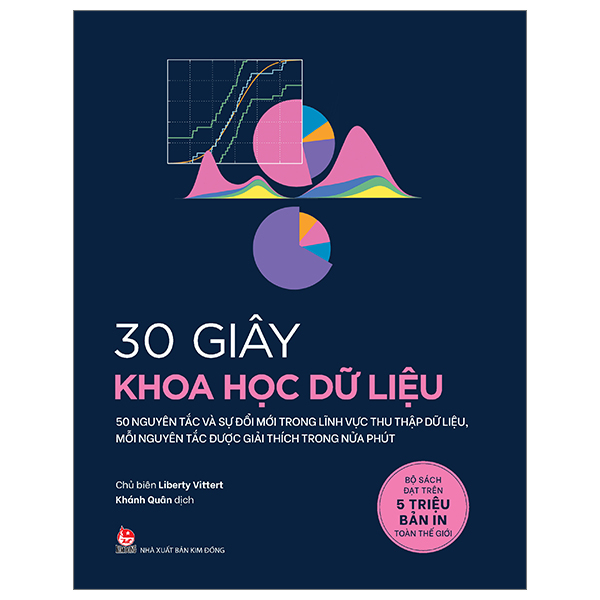 30 GIÂY
KHOA HỌC DỮ LIỆU
50 NGUYÊN TẮC VÀ SỰ ĐỔI MỚI TRONG LĨNH VỰC THU THẬP DỮ LIỆU,
MỖI NGUYÊN TẮC ĐƯỢC GIẢI THÍCH TRONG NỬA PHÚT
Chủ biên Liberty Vittert
Khánh Quân dịch
BỘ SÁCH
ĐẠT TRÊN
5 TRIỆU
BẢN IN
TOÀN THẾ GIỚI
NHÀ XUẤT BẢN KIM ĐỒNG